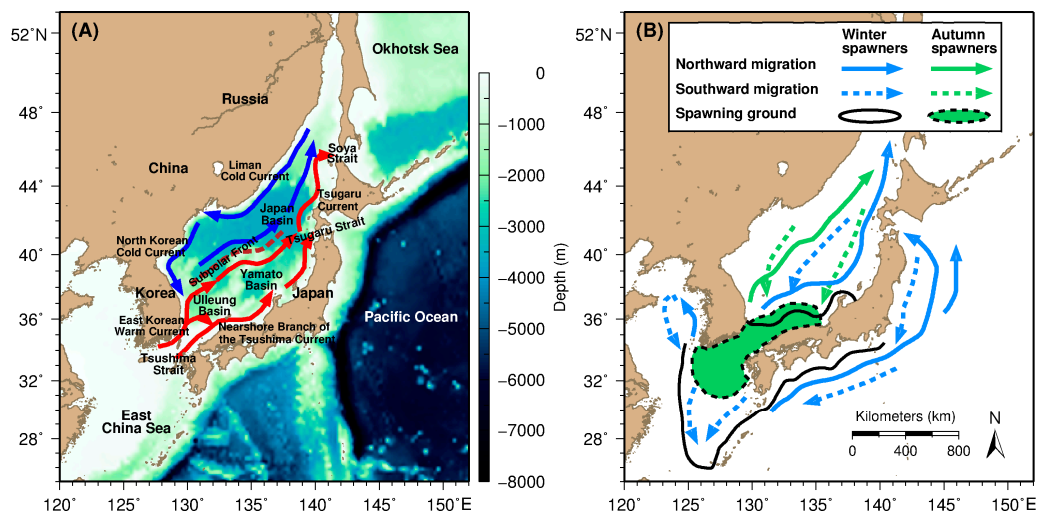 (A)
52°N
48°
44°
40°
36°
32°
28°
120°
125°
130°
135°
140°
145°
150°E
Okhotsk Sea
Russia
China
Soya
Strait
Liman
Cold Current
Tsugaru
Current
Japan
Basin
Tsugaru Strait
North Korean
Cold Current
Subpolar Front
Yamato
Basin
Korea
Ulleung
Basin
Japan
East Korean
Warm Current
Nearshore Branch of
the Tsushima Current
Pacific Ocean
Tsushima
Strait
East
China Sea
0
−1000
−2000
−3000
−4000
−5000
−6000
−7000
−8000
Depth (m)
(B)
Winter
spawners
Autumn
spawners
Northward migration
Southward migration
Spawning ground
52°N
48°
44°
40°
36°
32°
28°
Kilometers (km)
0 400 800
N
120°
125°
130°
135°
140°
145°
150°E